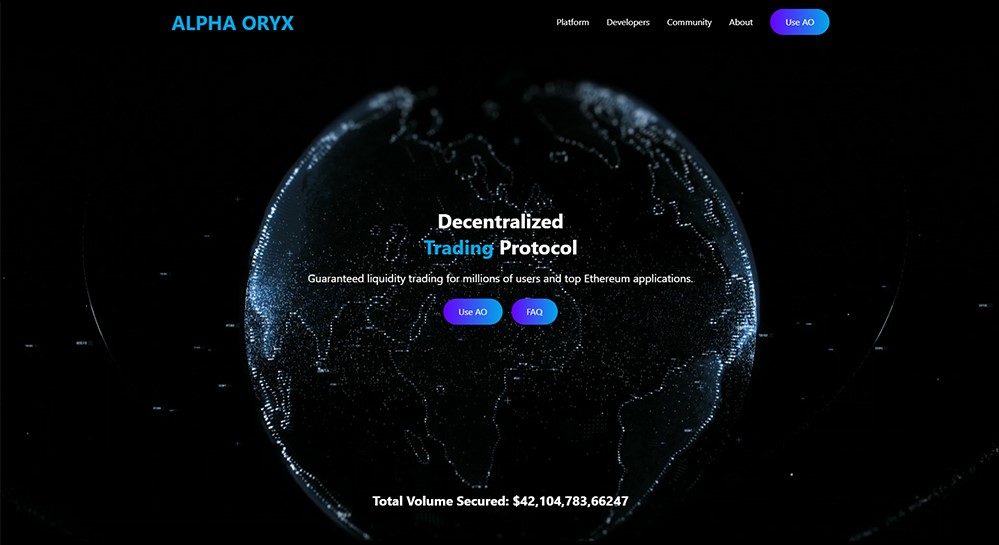 ALPHA ORYX
Platform Developers Community About Use AO
Decentralized
Trading Protocol
Guaranteed liquidity trading for millions of users and top Ethereum applications.
Use AO FAQ
Total Volume Secured: $42,104,783,66247